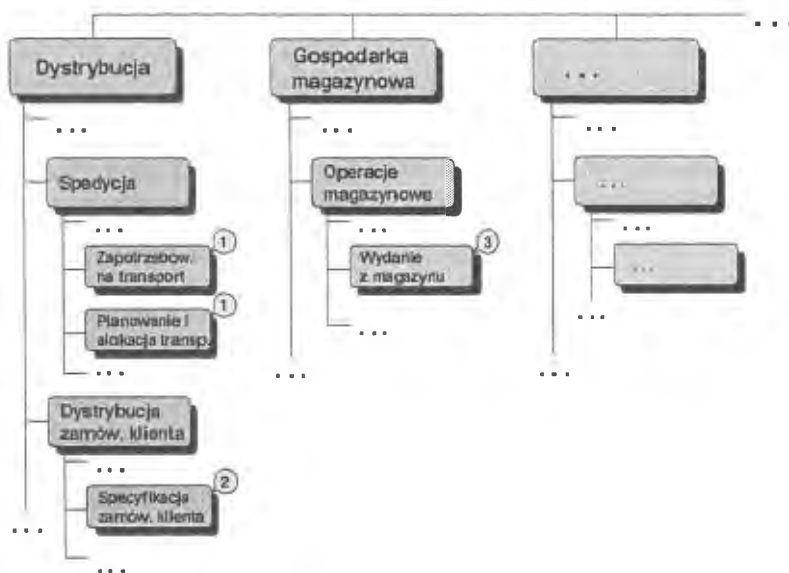 . . .
Dystrybucja
. . .
Spedycja
. . .
1
Zapotrzebow.
na transport
1
Planowanie i
alokacja transp.
. . .
Dystrybucja
zamów. klienta
. . .
2
Specyfikacja
zamów. klienta
. . .
. . .
Gospodarka
magazynowa
. . .
Operacje
magazynowe
. . .
3
Wydanie
z magazynu
. . .
. . .
. . .
. . .
. . .
. . .
. . .
. . .
. . .